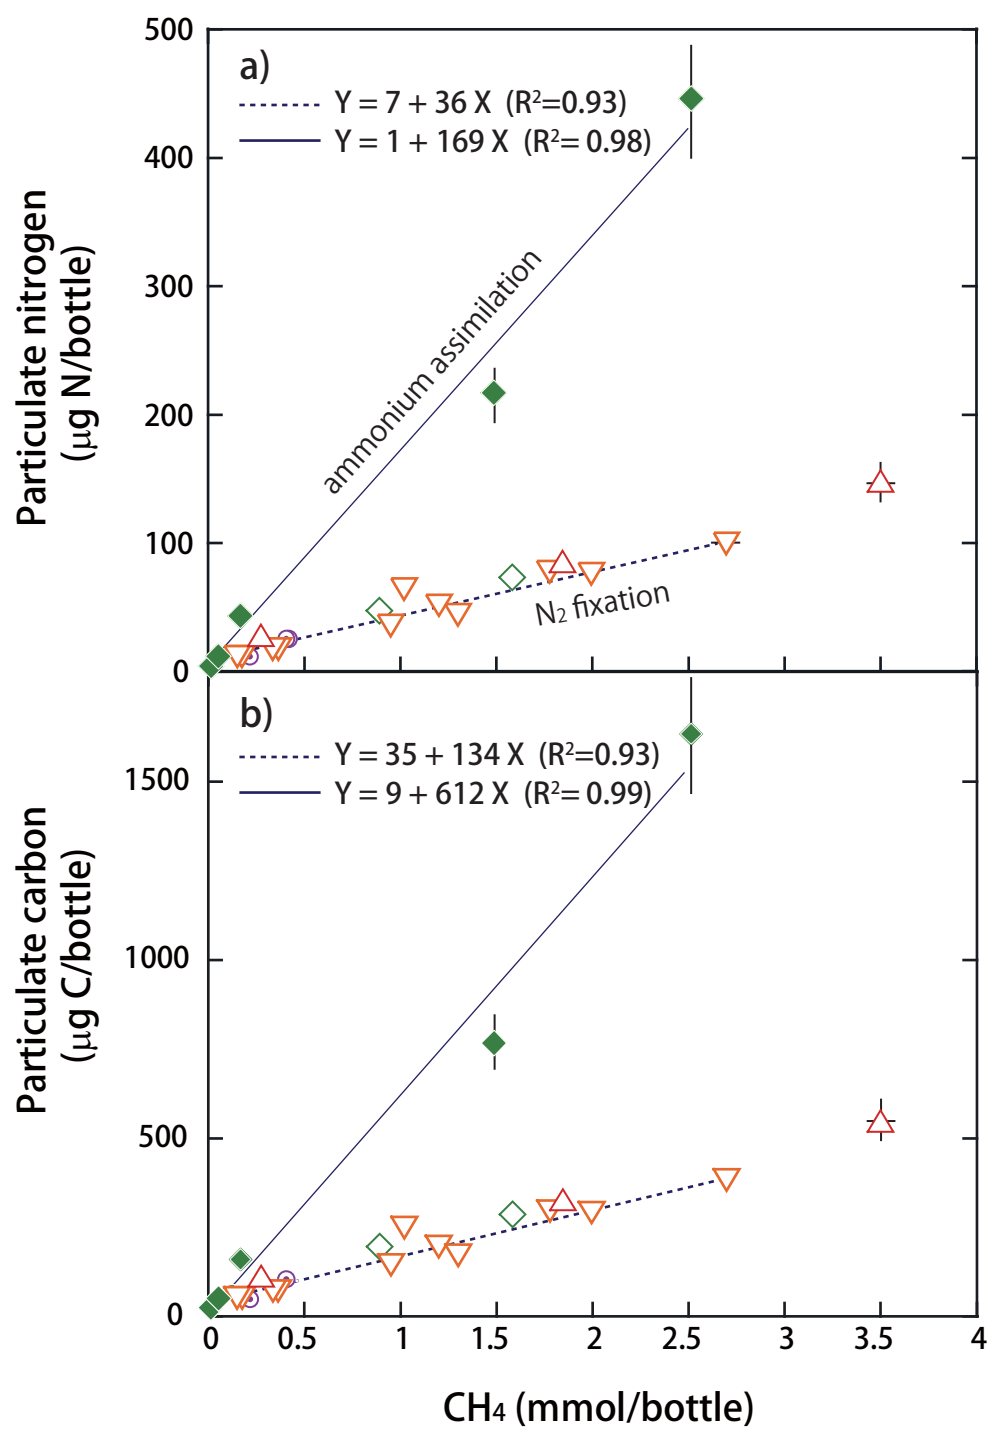 500
400
300
200
100
0
Particulate nitrogen
(μg N/bottle)
a)
Y = 7 + 36 X (R²=0.93)
Y = 1 + 169 X (R²= 0.98)
ammonium assimilation
N₂ fixation
b)
Y = 35 + 134 X (R²=0.93)
Y = 9 + 612 X (R²= 0.99)
1500
1000
500
0
Particulate carbon
(μg C/bottle)
0 0.5 1 1.5 2 2.5 3 3.5 4
CH₄ (mmol/bottle)